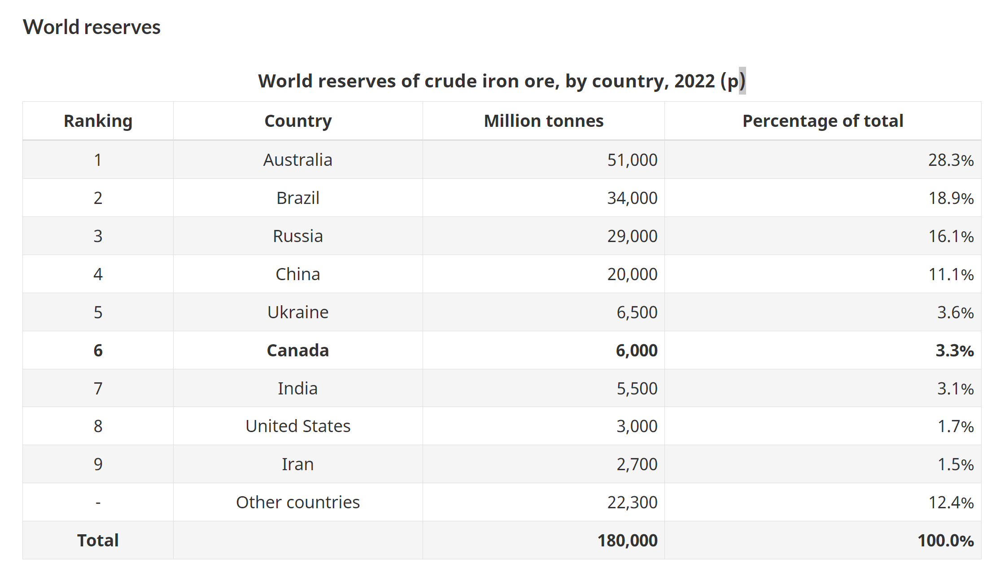 World reserves
World reserves of crude iron ore, by country, 2022 (p)
Ranking Country Million tonnes Percentage of total
1 Australia 51,000 28.3%
2 Brazil 34,000 18.9%
3 Russia 29,000 16.1%
4 China 20,000 11.1%
5 Ukraine 6,500 3.6%
6 Canada 6,000 3.3%
7 India 5,500 3.1%
8 United States 3,000 1.7%
9 Iran 2,700 1.5%
- Other countries 22,300 12.4%
Total 180,000 100.0%